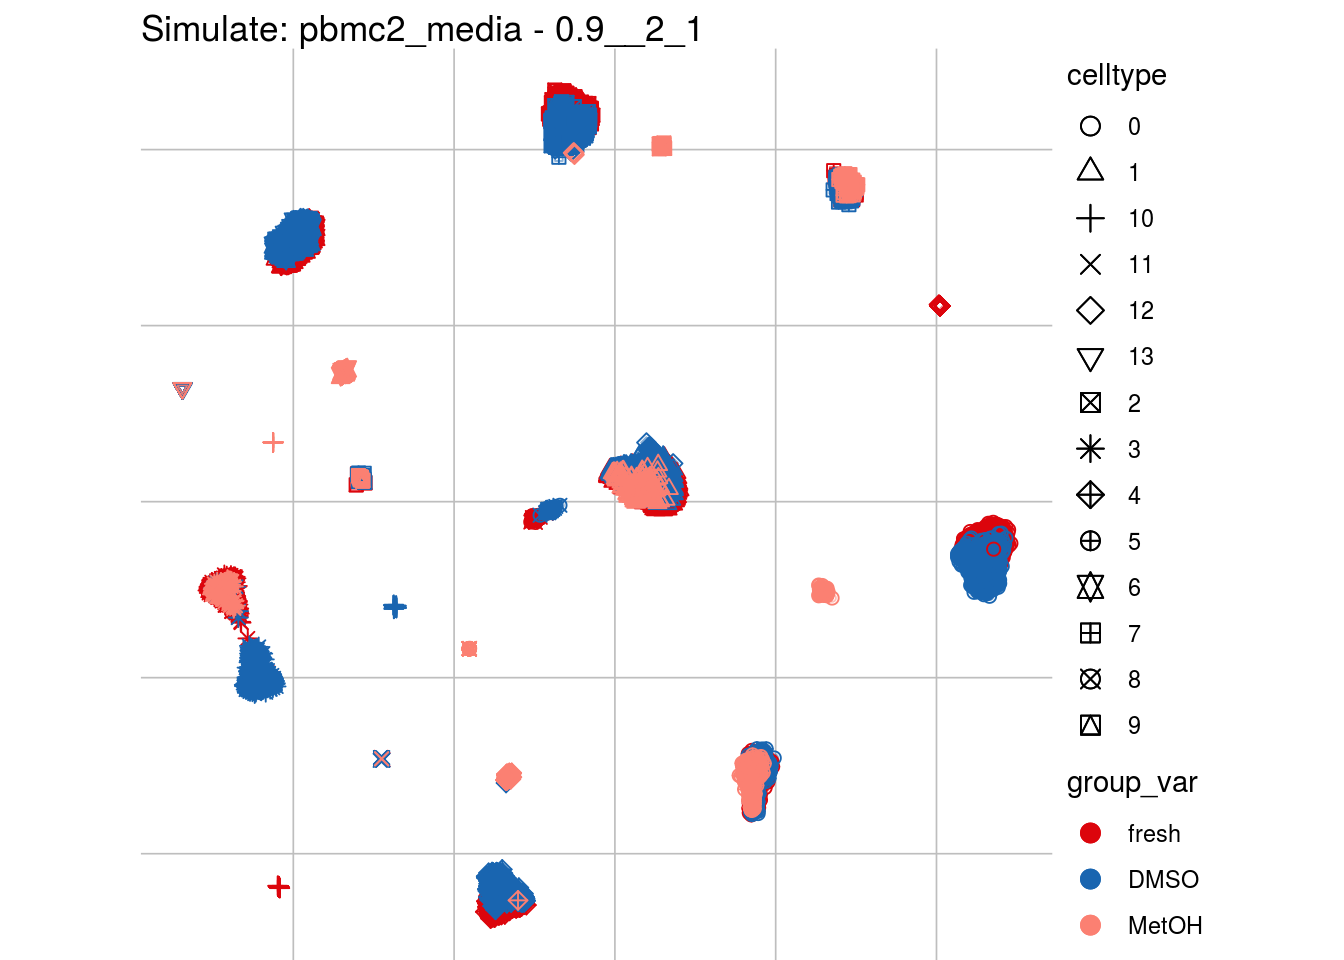 Simulate: pbmc2_media - 0.9__2_1
celltype
0
1
10
11
12
13
2
3
4
5
6
7
8
9
group_var
fresh
DMSO
MetOH